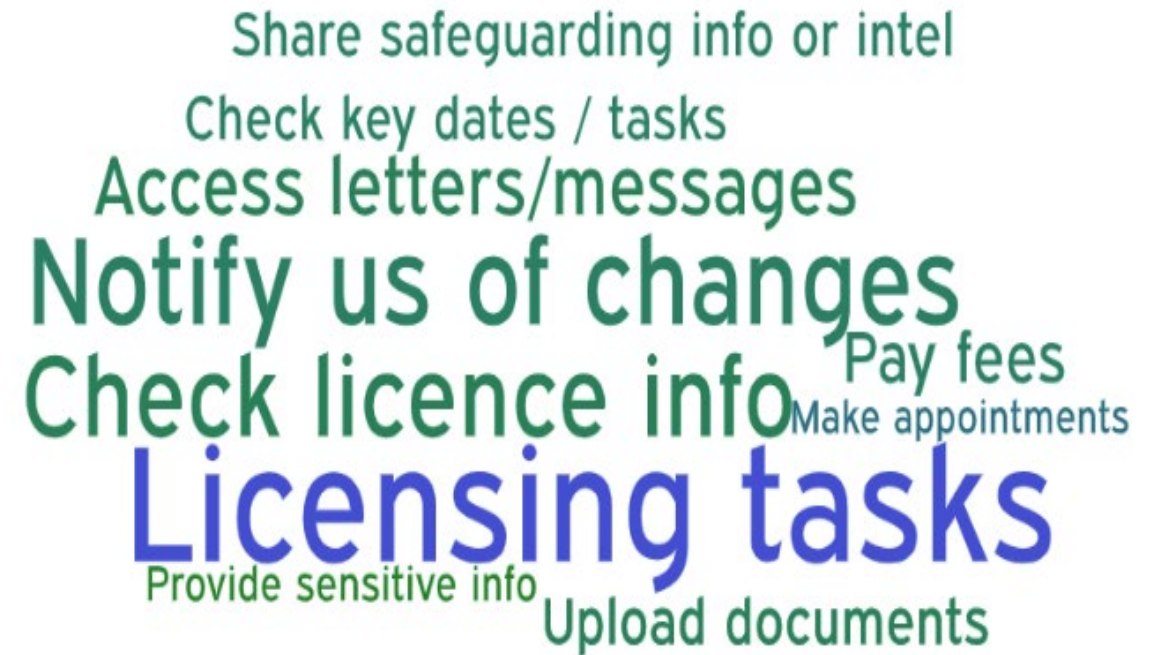 Share safeguarding info or intel
Check key dates / tasks
Access letters/messages
Notify us of changes
Pay fees
Check licence info
Make appointments
Licensing tasks
Provide sensitive info
Upload documents